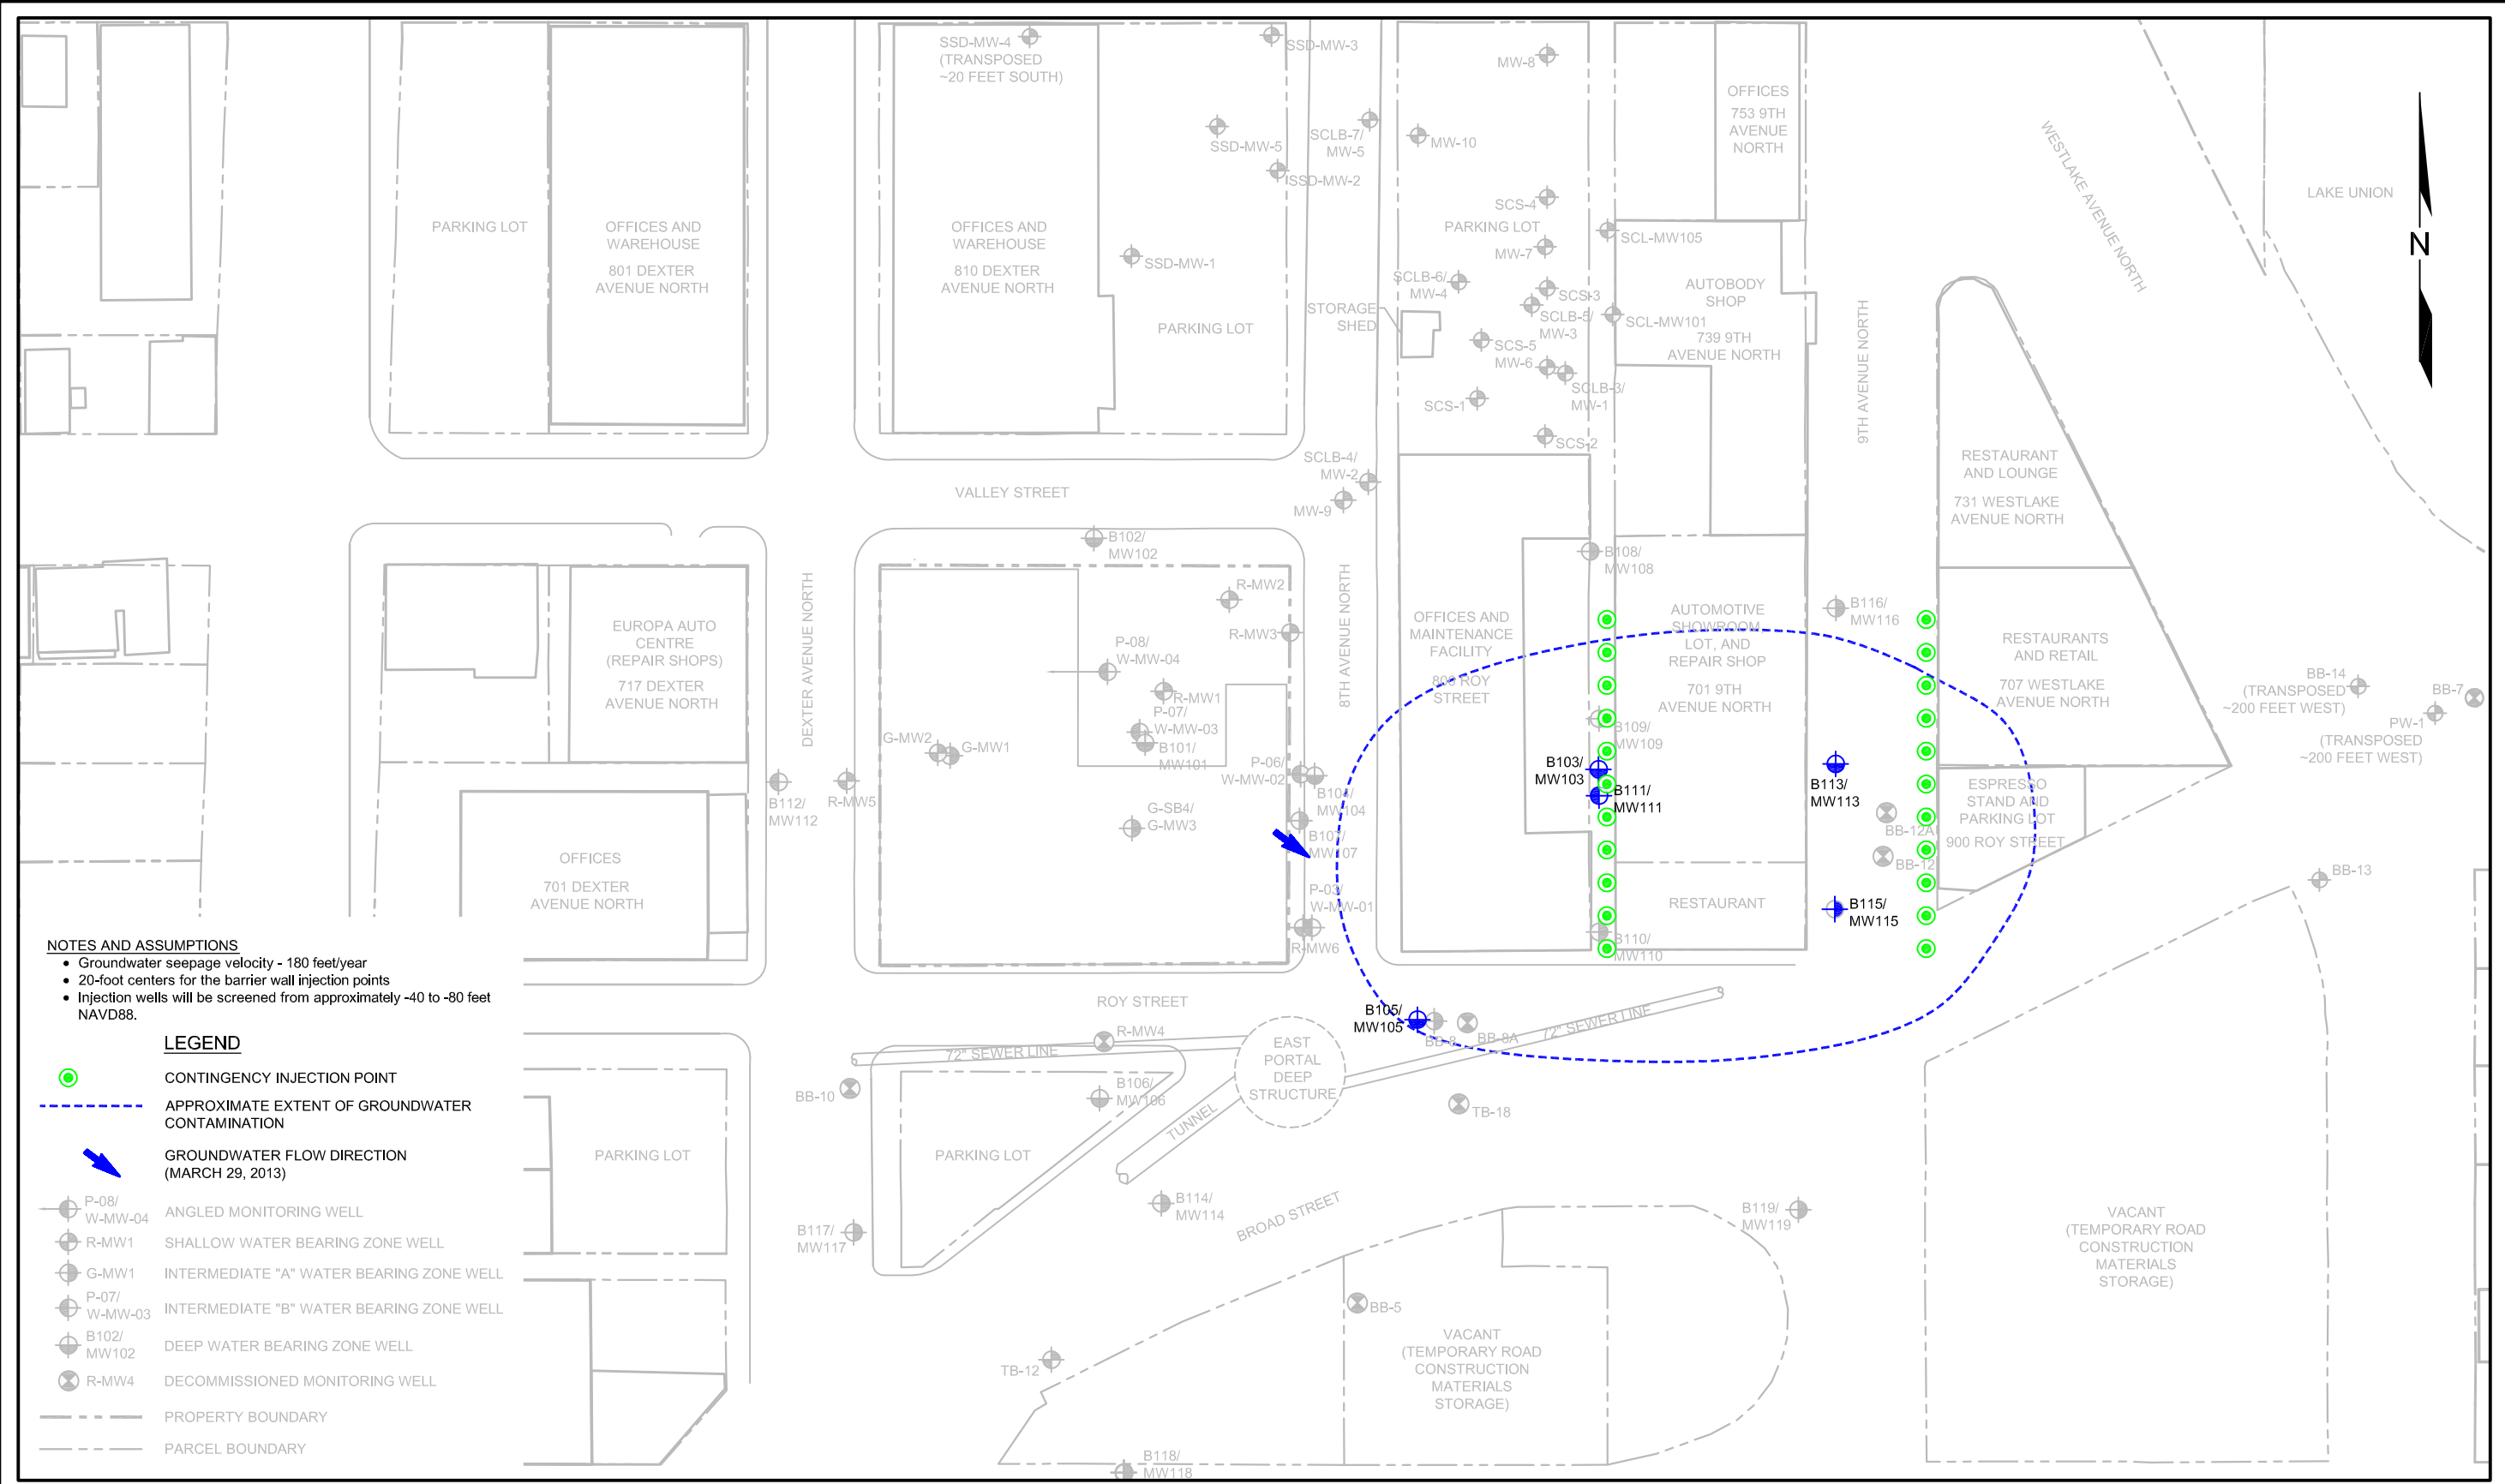 SSD-MW-4
(TRANSPOSED
~20 FEET SOUTH)
SSD-MW-3
SSD-MW-5
SSD-MW-2
SSD-MW-1
SCLB-7/
MW-5
MW-10
MW-8
SCS-4
PARKING LOT
MW-7
SCL-MW105
SCLB-6/
MW-4
SCS-3
SCLB-5/
MW-3
SCL-MW101
STORAGE
SHED
SCS-5
MW-6
SCLB-3/
MW-1
SCS-1
SCS-2
SCLB-4/
MW-2
MW-9
OFFICES
753 9TH
AVENUE
NORTH
AUTOBODY
SHOP
739 9TH
AVENUE NORTH
9TH AVENUE NORTH
WESTLAKE AVENUE NORTH
LAKE UNION
N
PARKING LOT
OFFICES AND
WAREHOUSE
801 DEXTER
AVENUE NORTH
OFFICES AND
WAREHOUSE
810 DEXTER
AVENUE NORTH
PARKING LOT
RESTAURANT
AND LOUNGE
731 WESTLAKE
AVENUE NORTH
VALLEY STREET
B102/
MW102
B108/
MW108
R-MW2
R-MW3
P-08/
W-MW-04
R-MW1
P-07/
W-MW-03
B101/
MW101
G-MW2
G-MW1
P-06/
W-MW-02
B104/
MW104
G-SB4/
G-MW3
B107/
MW107
P-03/
W-MW-01
R-MW6
DEXTER AVENUE NORTH
8TH AVENUE NORTH
EUROPA AUTO
CENTRE
(REPAIR SHOPS)
717 DEXTER
AVENUE NORTH
B112/
MW112
R-MW5
OFFICES
701 DEXTER
AVENUE NORTH
OFFICES AND
MAINTENANCE
FACILITY
800 ROY
STREET
AUTOMOTIVE
SHOWROOM,
LOT, AND
REPAIR SHOP
701 9TH
AVENUE NORTH
B109/
MW109
B103/
MW103
B111/
MW111
RESTAURANT
B110/
MW110
B116/
MW116
B113/
MW113
BB-12A
BB-12
B115/
MW115
RESTAURANTS
AND RETAIL
707 WESTLAKE
AVENUE NORTH
ESPRESSO
STAND AND
PARKING LOT
900 ROY STREET
BB-14
(TRANSPOSED
~200 FEET WEST)
BB-7
PW-1
(TRANSPOSED
~200 FEET WEST)
BB-13
ROY STREET
R-MW4
72" SEWER LINE
B105/
MW105
BB-8
BB-8A
72" SEWER LINE
EAST
PORTAL
DEEP
STRUCTURE
TUNNEL
BB-10
B106/
MW106
PARKING LOT
PARKING LOT
TB-18
B114/
MW114
B117/
MW117
BROAD STREET
B119/
MW119
BB-5
TB-12
B118/
MW118
VACANT
(TEMPORARY ROAD
CONSTRUCTION
MATERIALS
STORAGE)
VACANT
(TEMPORARY ROAD
CONSTRUCTION
MATERIALS
STORAGE)
NOTES AND ASSUMPTIONS
• Groundwater seepage velocity - 180 feet/year
• 20-foot centers for the barrier wall injection points
• Injection wells will be screened from approximately -40 to -80 feet
NAVD88.
LEGEND
CONTINGENCY INJECTION POINT
APPROXIMATE EXTENT OF GROUNDWATER
CONTAMINATION
GROUNDWATER FLOW DIRECTION
(MARCH 29, 2013)
P-08/
W-MW-04
ANGLED MONITORING WELL
R-MW1
SHALLOW WATER BEARING ZONE WELL
G-MW1
INTERMEDIATE "A" WATER BEARING ZONE WELL
P-07/
W-MW-03
INTERMEDIATE "B" WATER BEARING ZONE WELL
B102/
MW102
DEEP WATER BEARING ZONE WELL
R-MW4
DECOMMISSIONED MONITORING WELL
PROPERTY BOUNDARY
PARCEL BOUNDARY